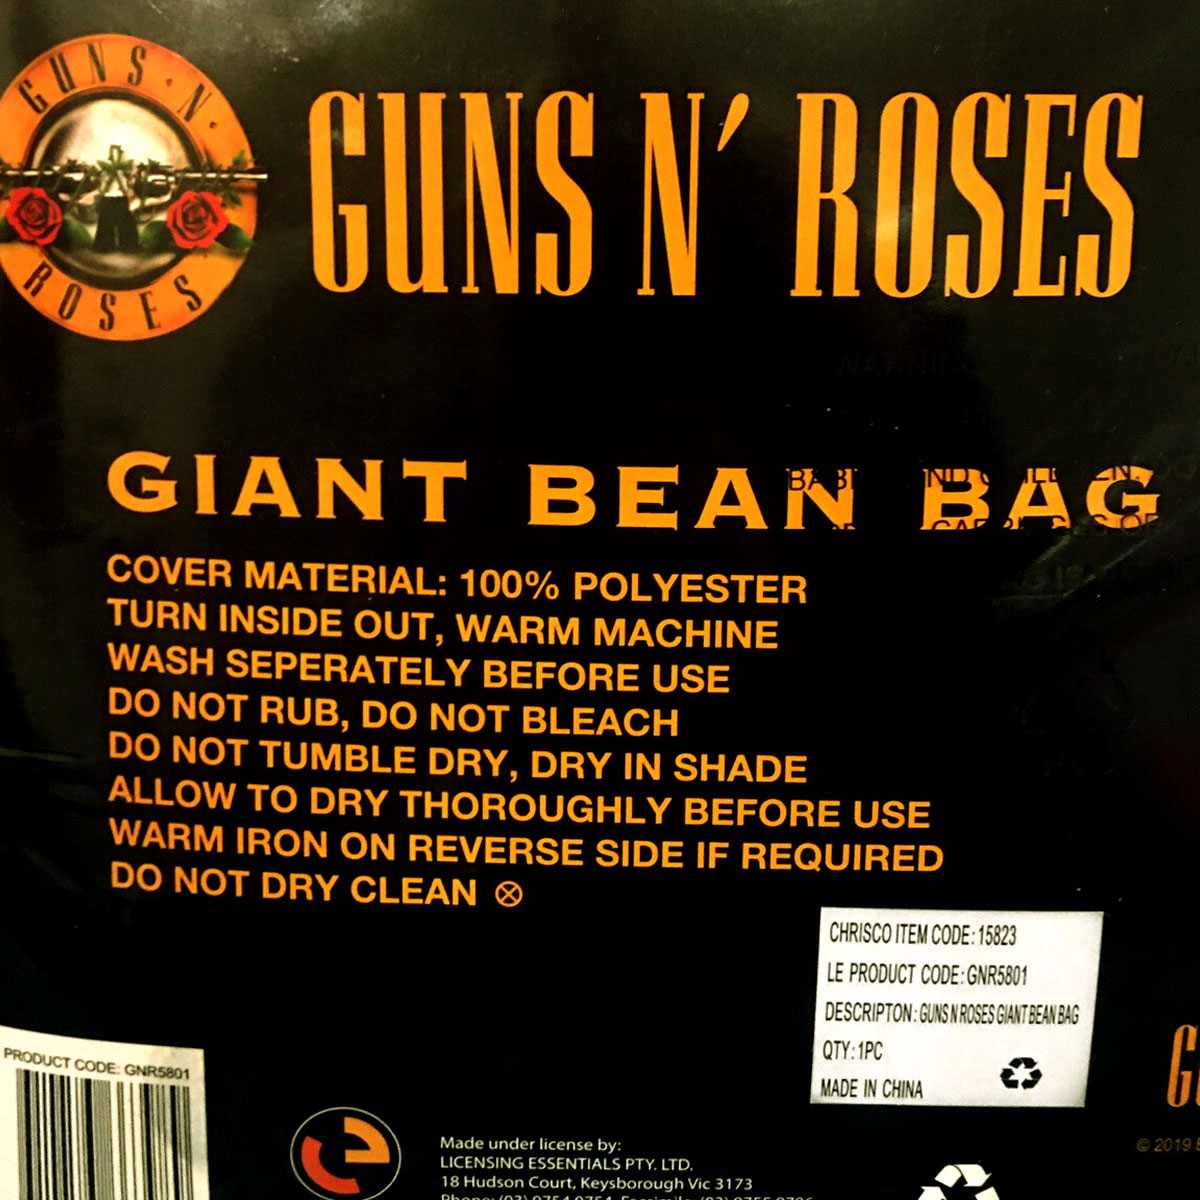 GUNS N' ROSES
GUNS N' ROSES
GIANT BEAN BAG
COVER MATERIAL: 100% POLYESTER
TURN INSIDE OUT, WARM MACHINE
WASH SEPERATELY BEFORE USE
DO NOT RUB, DO NOT BLEACH
DO NOT TUMBLE DRY, DRY IN SHADE
ALLOW TO DRY THOROUGHLY BEFORE USE
WARM IRON ON REVERSE SIDE IF REQUIRED
DO NOT DRY CLEAN
CHRISCO ITEM CODE: 15823
LE PRODUCT CODE: GNR5801
DESCRIPTON: GUNS N ROSES GIANT BEAN BAG
QTY: 1PC
MADE IN CHINA
PRODUCT CODE: GNR5801
e
Made under license by:
LICENSING ESSENTIALS PTY. LTD.
18 Hudson Court, Keysborough Vic 3173
© 2019